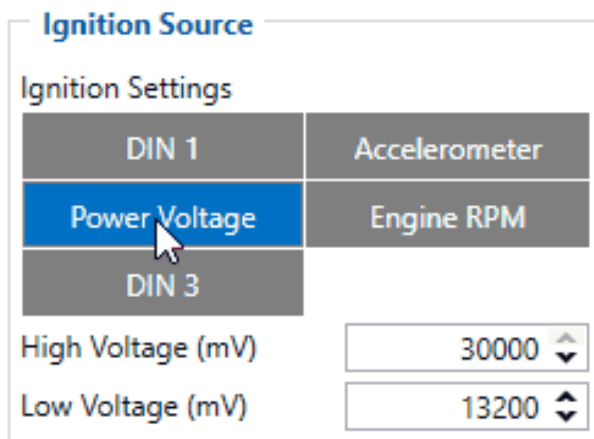 Ignition Source
Ignition Settings
DIN 1 Accelerometer
Power Voltage Engine RPM
DIN 3
High Voltage (mV) 30000
Low Voltage (mV) 13200